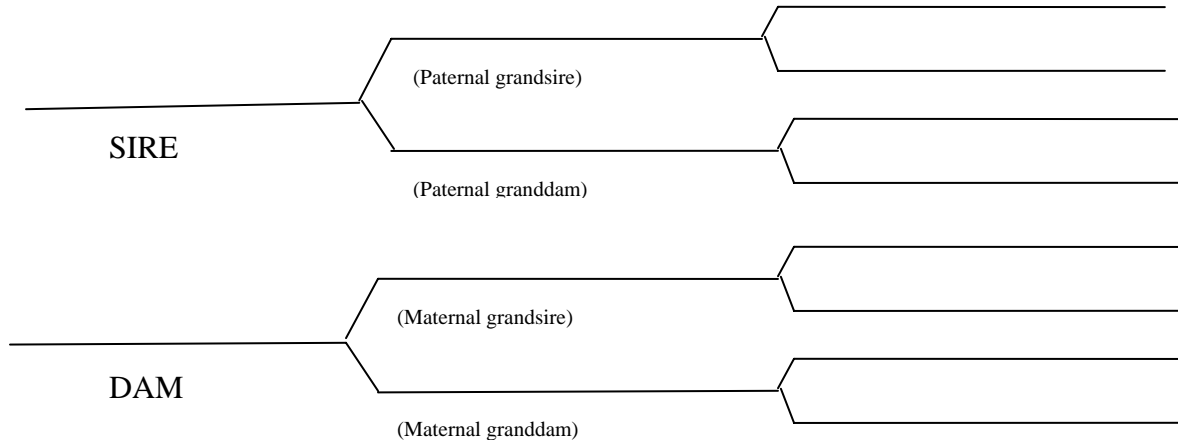 (Paternal grandsire)
SIRE
(Paternal granddam)
(Maternal grandsire)
DAM
(Maternal granddam)